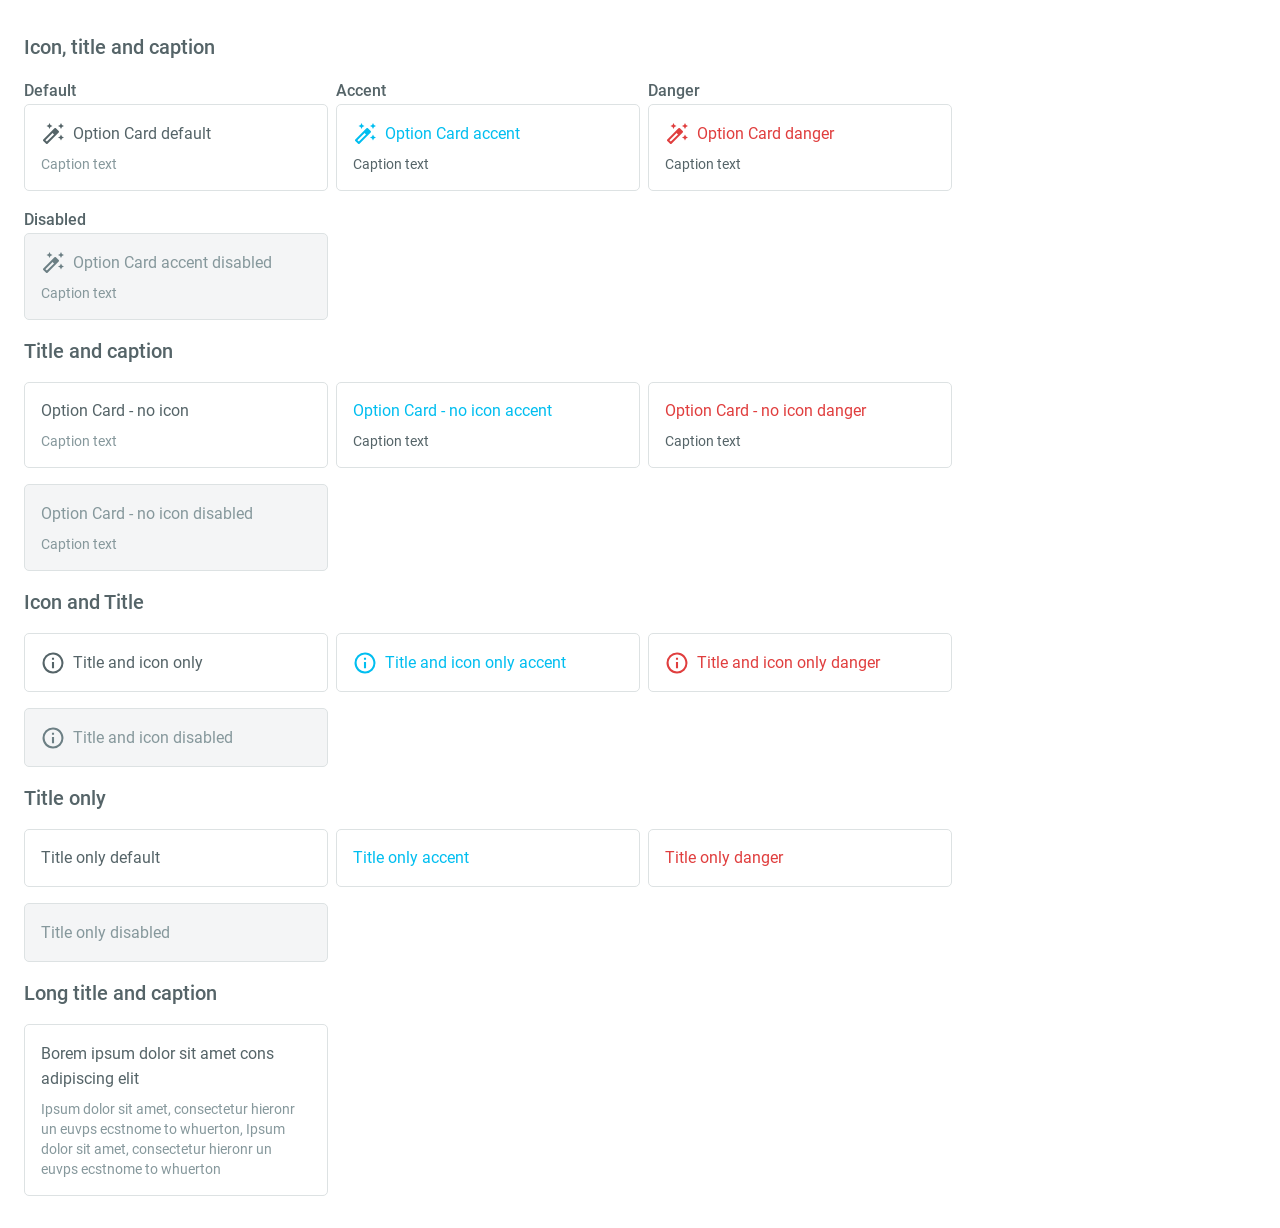 Icon, title and caption
Default
Accent
Danger
Option Card default
Option Card accent
Option Card danger
Caption text
Caption text
Caption text
Disabled
Option Card accent disabled
Caption text
Title and caption
Option Card - no icon
Option Card - no icon accent
Option Card - no icon danger
Caption text
Caption text
Caption text
Option Card - no icon disabled
Caption text
Icon and Title
Title and icon only
Title and icon only accent
Title and icon only danger
Title and icon disabled
Title only
Title only default
Title only accent
Title only danger
Title only disabled
Long title and caption
Borem ipsum dolor sit amet cons
adipiscing elit
Ipsum dolor sit amet, consectetur hieronr
un euvps ecstnome to whuerton, Ipsum
dolor sit amet, consectetur hieronr un
euvps ecstnome to whuerton